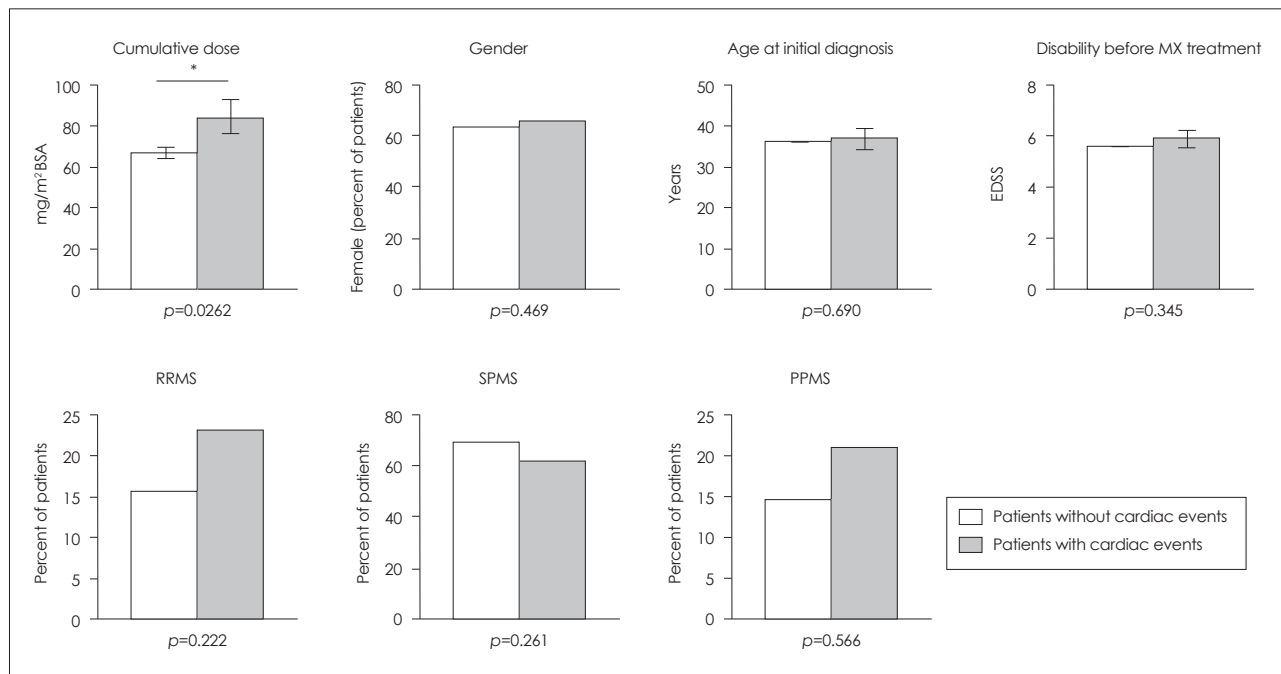 Cumulative dose
*
mg/m² BSA
100
80
60
40
20
0
p=0.0262
Gender
Female (percent of patients)
80
60
40
20
0
p=0.469
Age at initial diagnosis
Years
50
40
30
20
10
0
p=0.690
Disability before MX treatment
EDSS
8
6
4
2
0
p=0.345
RRMS
Percent of patients
25
20
15
10
5
0
p=0.222
SPMS
Percent of patients
80
60
40
20
0
p=0.261
PPMS
Percent of patients
25
20
15
10
5
0
p=0.566
Patients without cardiac events
Patients with cardiac events